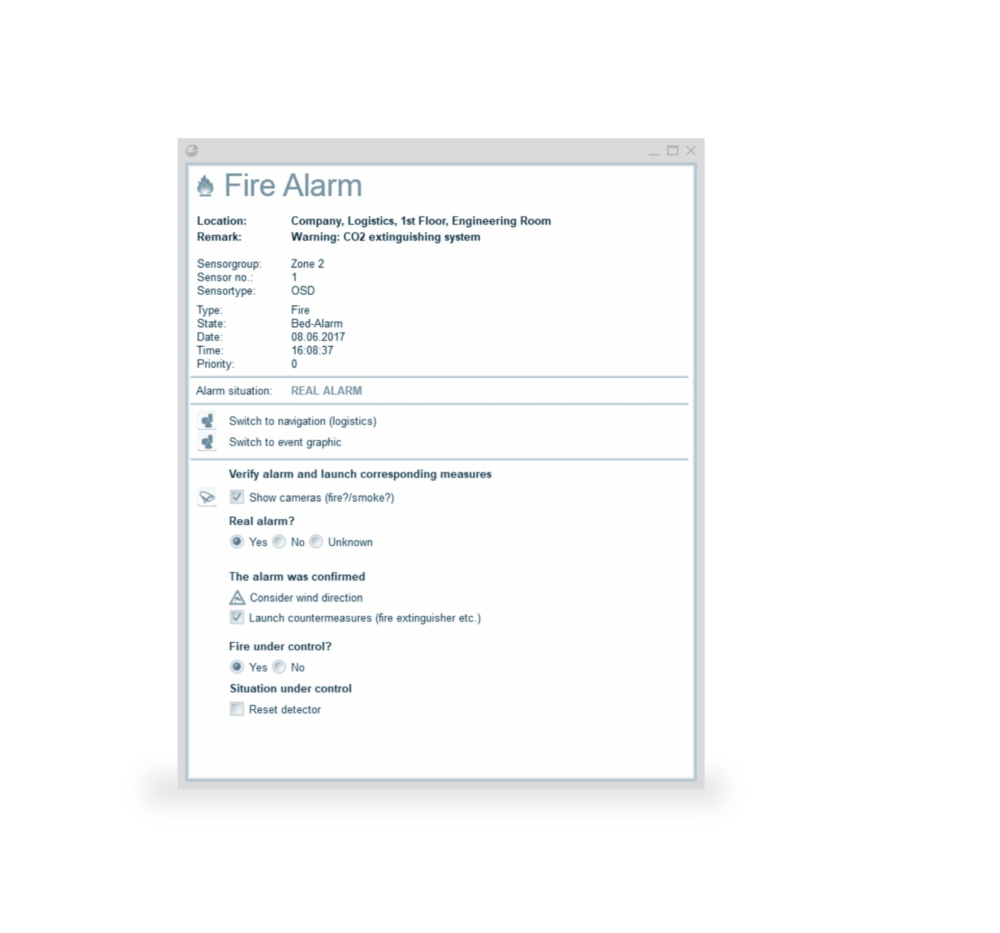 Fire Alarm
Location: Company, Logistics, 1st Floor, Engineering Room
Remark: Warning: CO2 extinguishing system
Sensorgroup: Zone 2
Sensor no.: 1
Sensortype: OSD
Type: Fire
State: Bed-Alarm
Date: 08.06.2017
Time: 16:08:37
Priority: 0
Alarm situation: REAL ALARM
Switch to navigation (logistics)
Switch to event graphic
Verify alarm and launch corresponding measures
Show cameras (fire?/smoke?)
Real alarm?
Yes No Unknown
The alarm was confirmed
Consider wind direction
Launch countermeasures (fire extinguisher etc.)
Fire under control?
Yes No
Situation under control
Reset detector